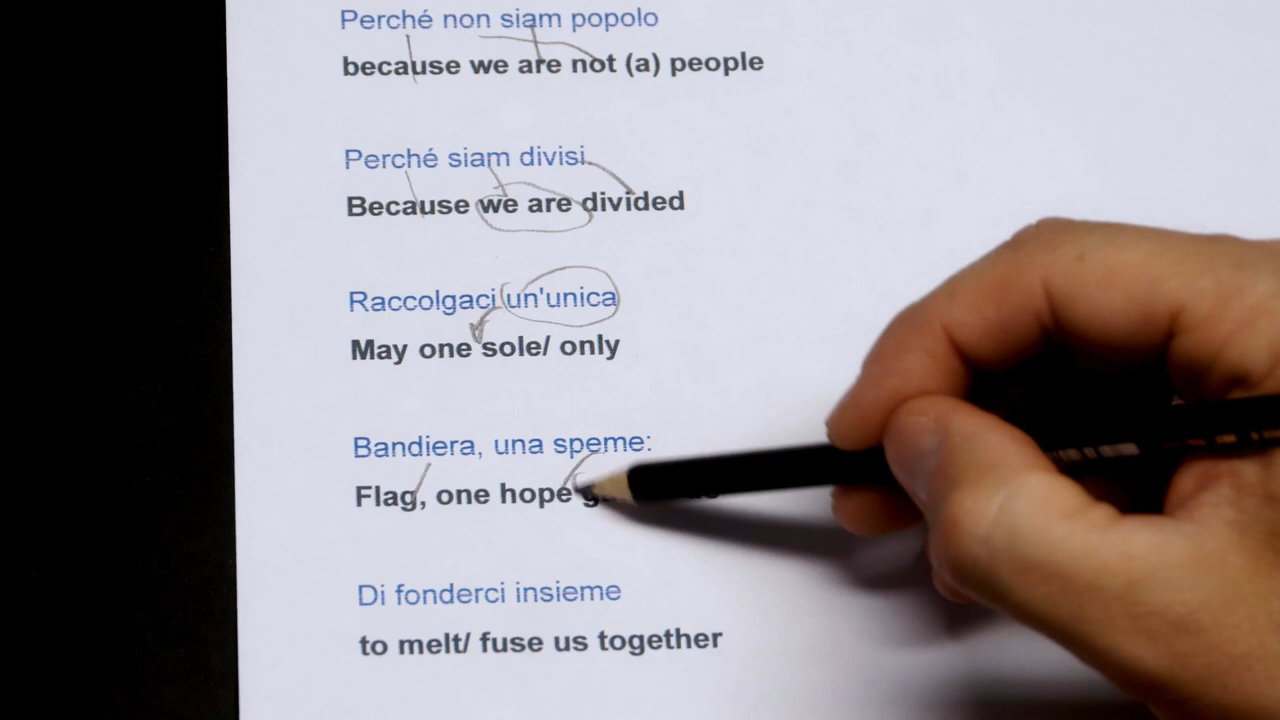 Perché non siam popolo
because we are not (a) people
Perché siam divisi.
Because we are divided
Raccolgaci un'unica
May one sole/ only
Bandiera, una speme:
Flag, one hope
Di fonderci insieme
to melt/ fuse us together